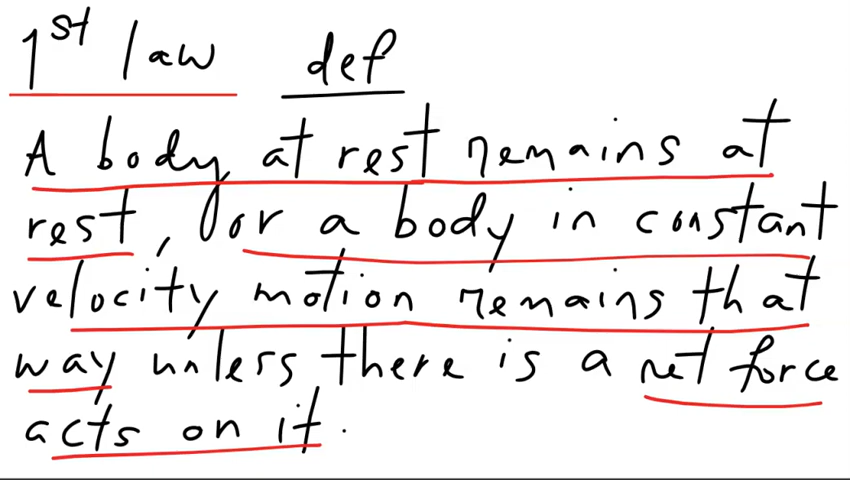 1st law def
A body at rest remains at
rest, or a body in constant
velocity motion remains that
way unless there is a net force
acts on it.